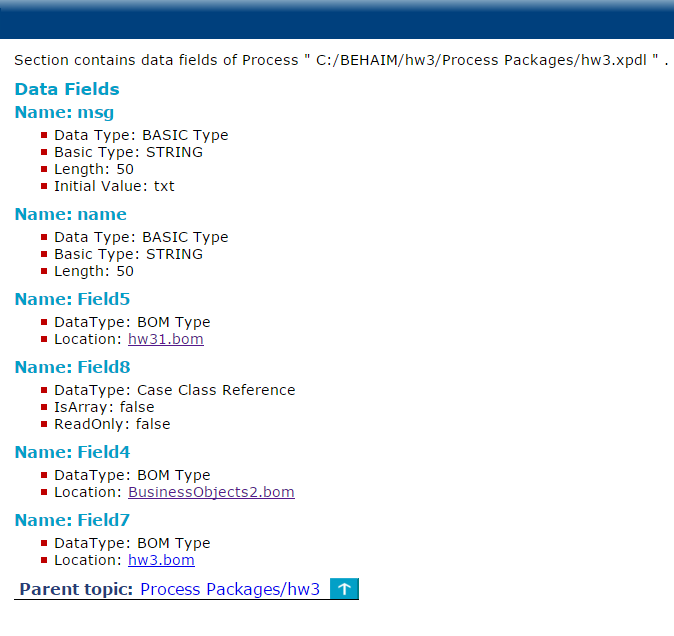 Section contains data fields of Process " C:/BEHAIM/hw3/Process Packages/hw3.xpdl " .
Data Fields
Name: msg
Data Type: BASIC Type
Basic Type: STRING
Length: 50
Initial Value: txt
Name: name
Data Type: BASIC Type
Basic Type: STRING
Length: 50
Name: Field5
DataType: BOM Type
Location: hw31.bom
Name: Field8
DataType: Case Class Reference
IsArray: false
ReadOnly: false
Name: Field4
DataType: BOM Type
Location: BusinessObjects2.bom
Name: Field7
DataType: BOM Type
Location: hw3.bom
Parent topic: Process Packages/hw3